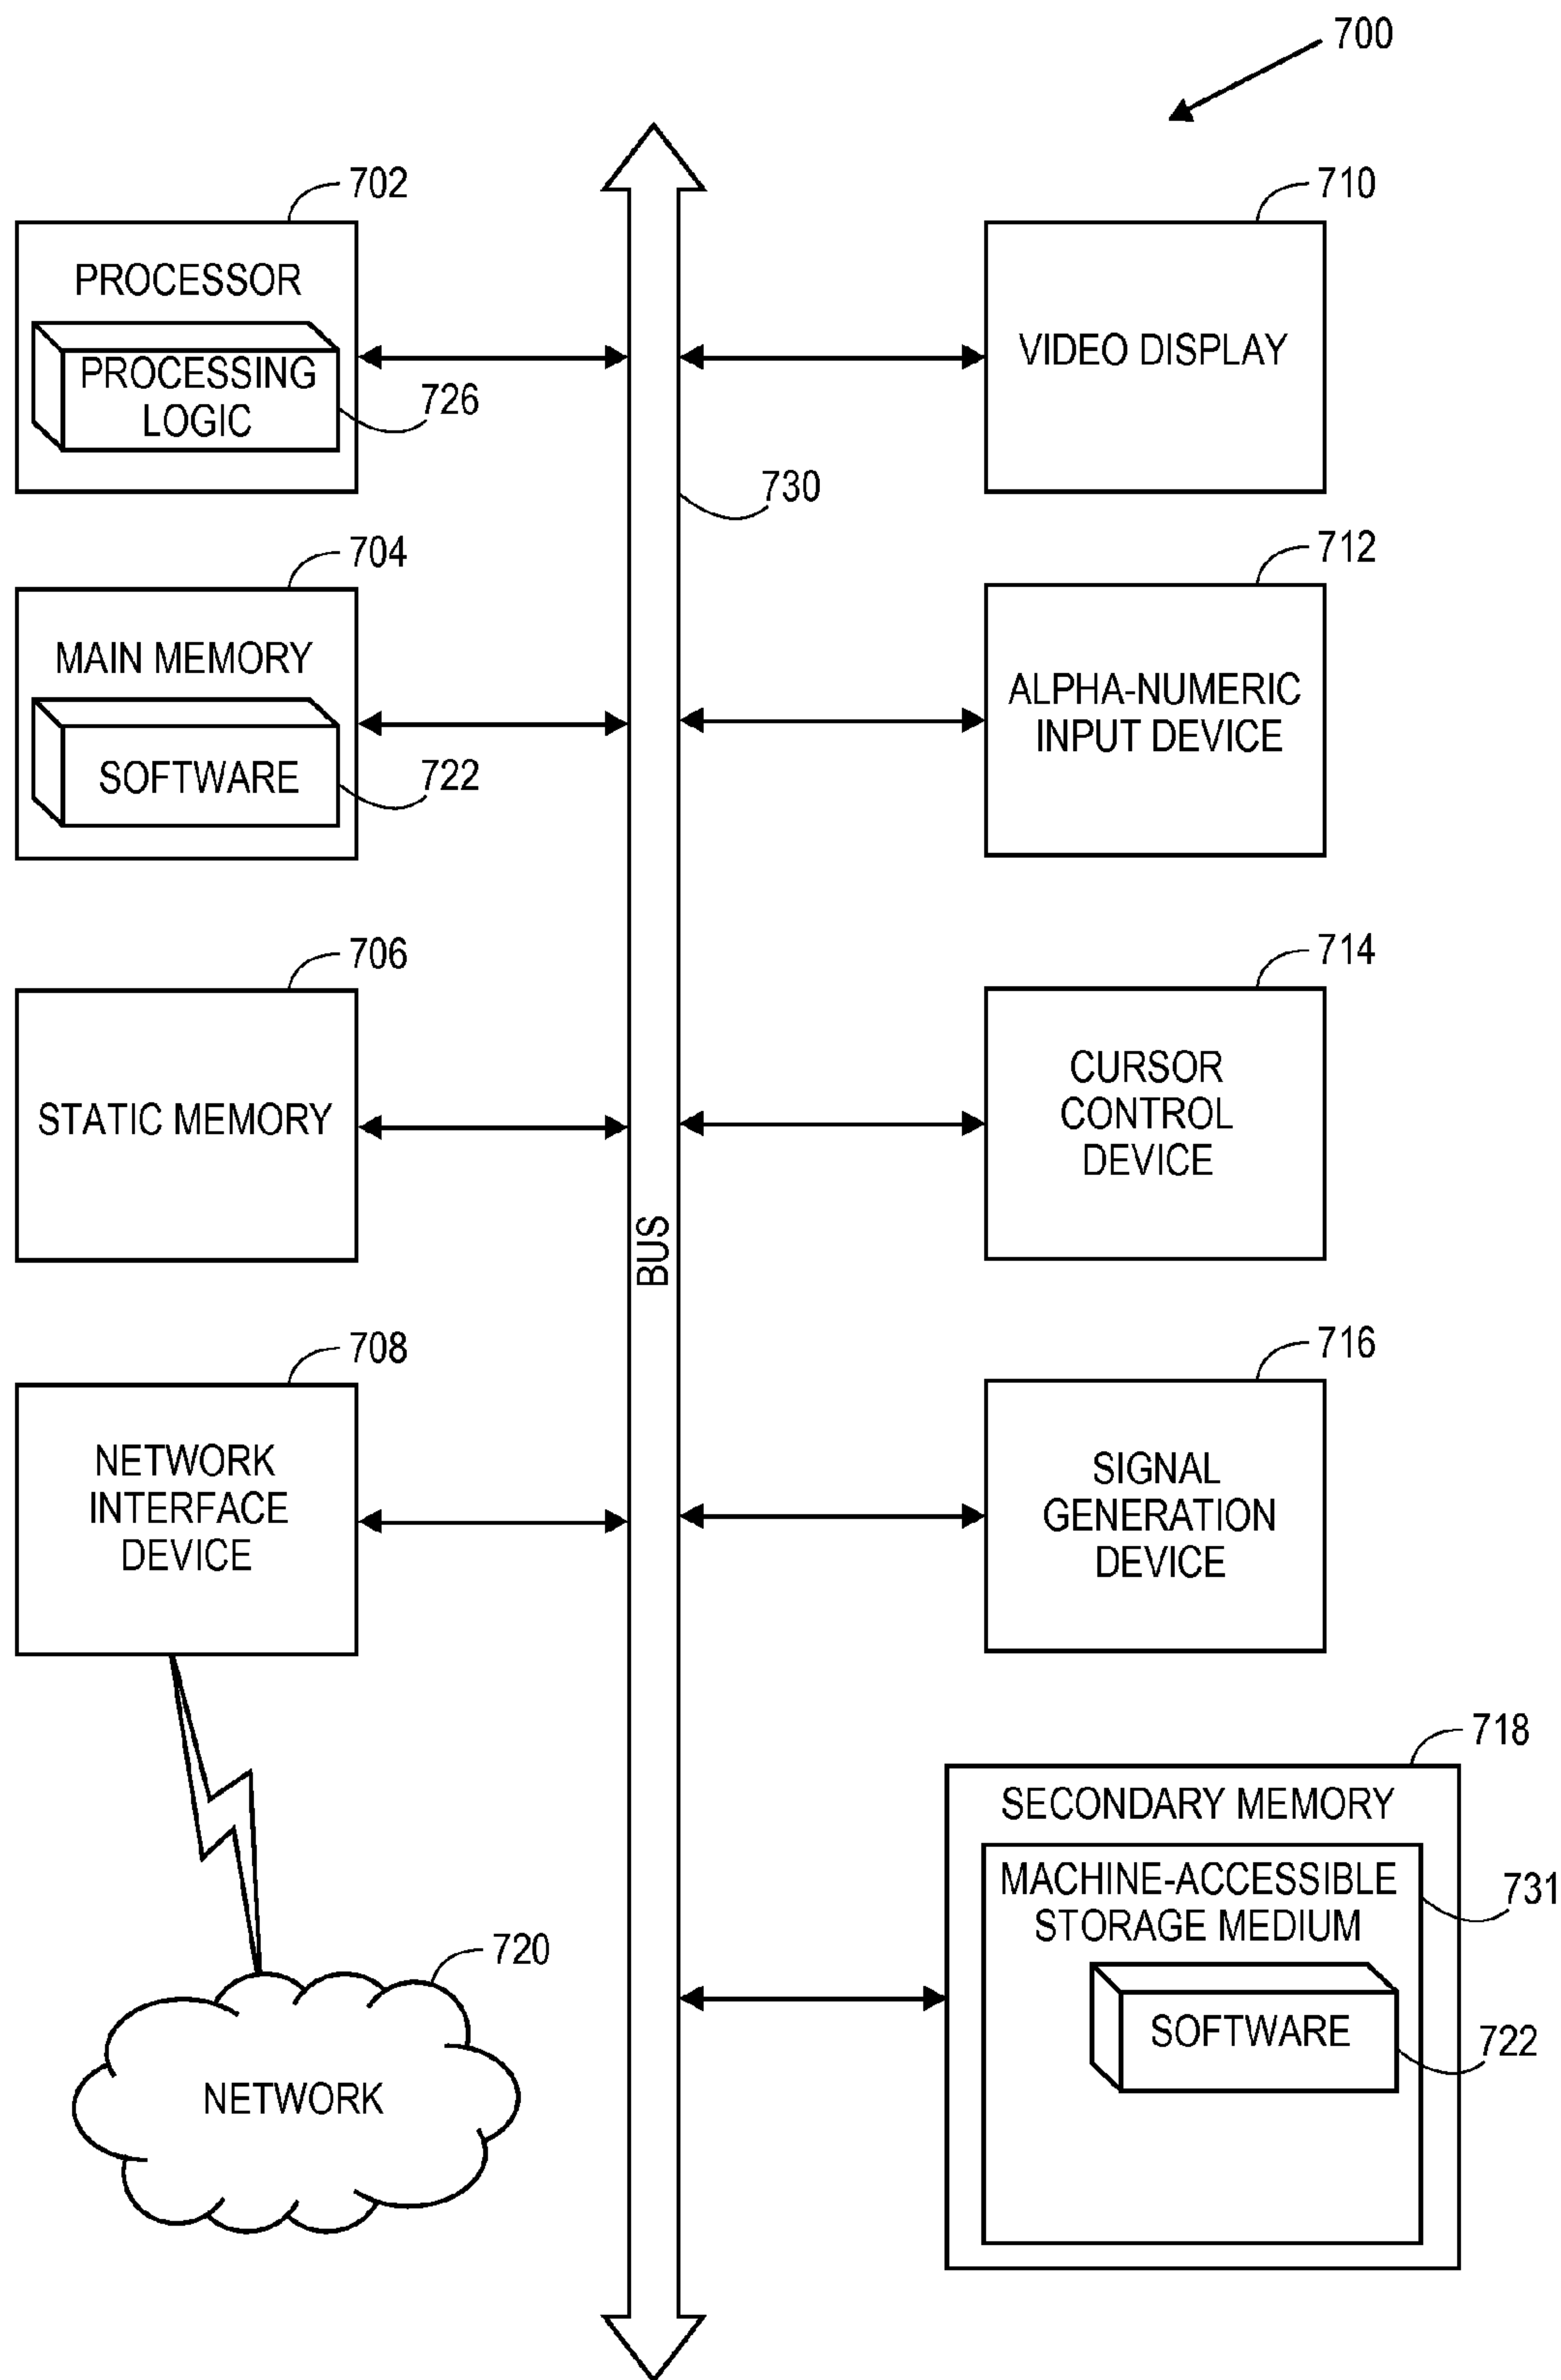 700
702
PROCESSOR
PROCESSING
LOGIC
726
704
MAIN MEMORY
SOFTWARE
722
706
STATIC MEMORY
708
NETWORK
INTERFACE
DEVICE
720
NETWORK
730
BUS
710
VIDEO DISPLAY
712
ALPHA-NUMERIC
INPUT DEVICE
714
CURSOR
CONTROL
DEVICE
716
SIGNAL
GENERATION
DEVICE
718
SECONDARY MEMORY
MACHINE-ACCESSIBLE
STORAGE MEDIUM
731
SOFTWARE
722